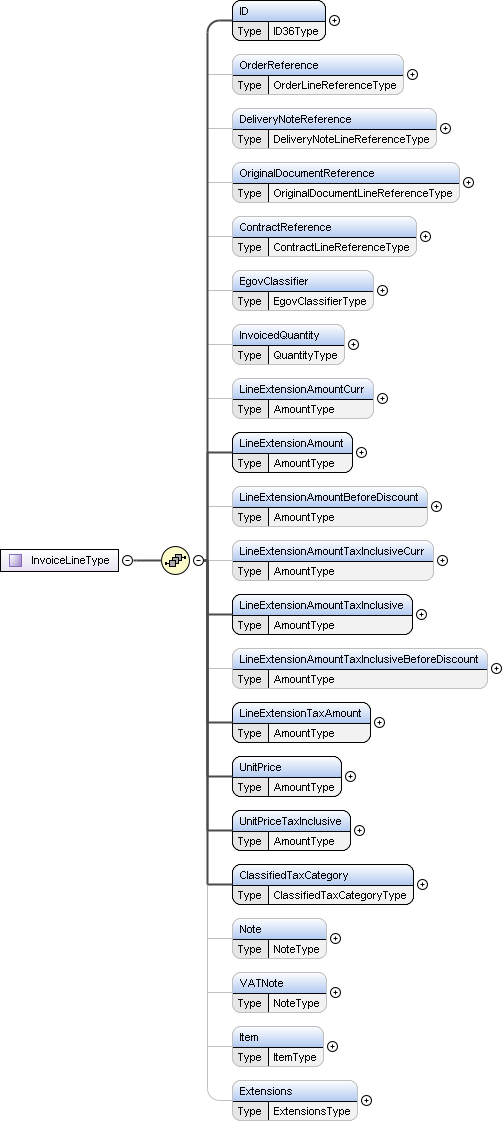 ID
Type ID36Type
OrderReference
Type OrderLineReferenceType
DeliveryNoteReference
Type DeliveryNoteLineReferenceType
OriginalDocumentReference
Type OriginalDocumentLineReferenceType
ContractReference
Type ContractLineReferenceType
EgovClassifier
Type EgovClassifierType
InvoicedQuantity
Type QuantityType
LineExtensionAmountCurr
Type AmountType
LineExtensionAmount
Type AmountType
LineExtensionAmountBeforeDiscount
Type AmountType
InvoiceLineType
LineExtensionAmountTaxInclusiveCurr
Type AmountType
LineExtensionAmountTaxInclusive
Type AmountType
LineExtensionAmountTaxInclusiveBeforeDiscount
Type AmountType
LineExtensionTaxAmount
Type AmountType
UnitPrice
Type AmountType
UnitPriceTaxInclusive
Type AmountType
ClassifiedTaxCategory
Type ClassifiedTaxCategoryType
Note
Type NoteType
VATNote
Type NoteType
Item
Type ItemType
Extensions
Type ExtensionsType